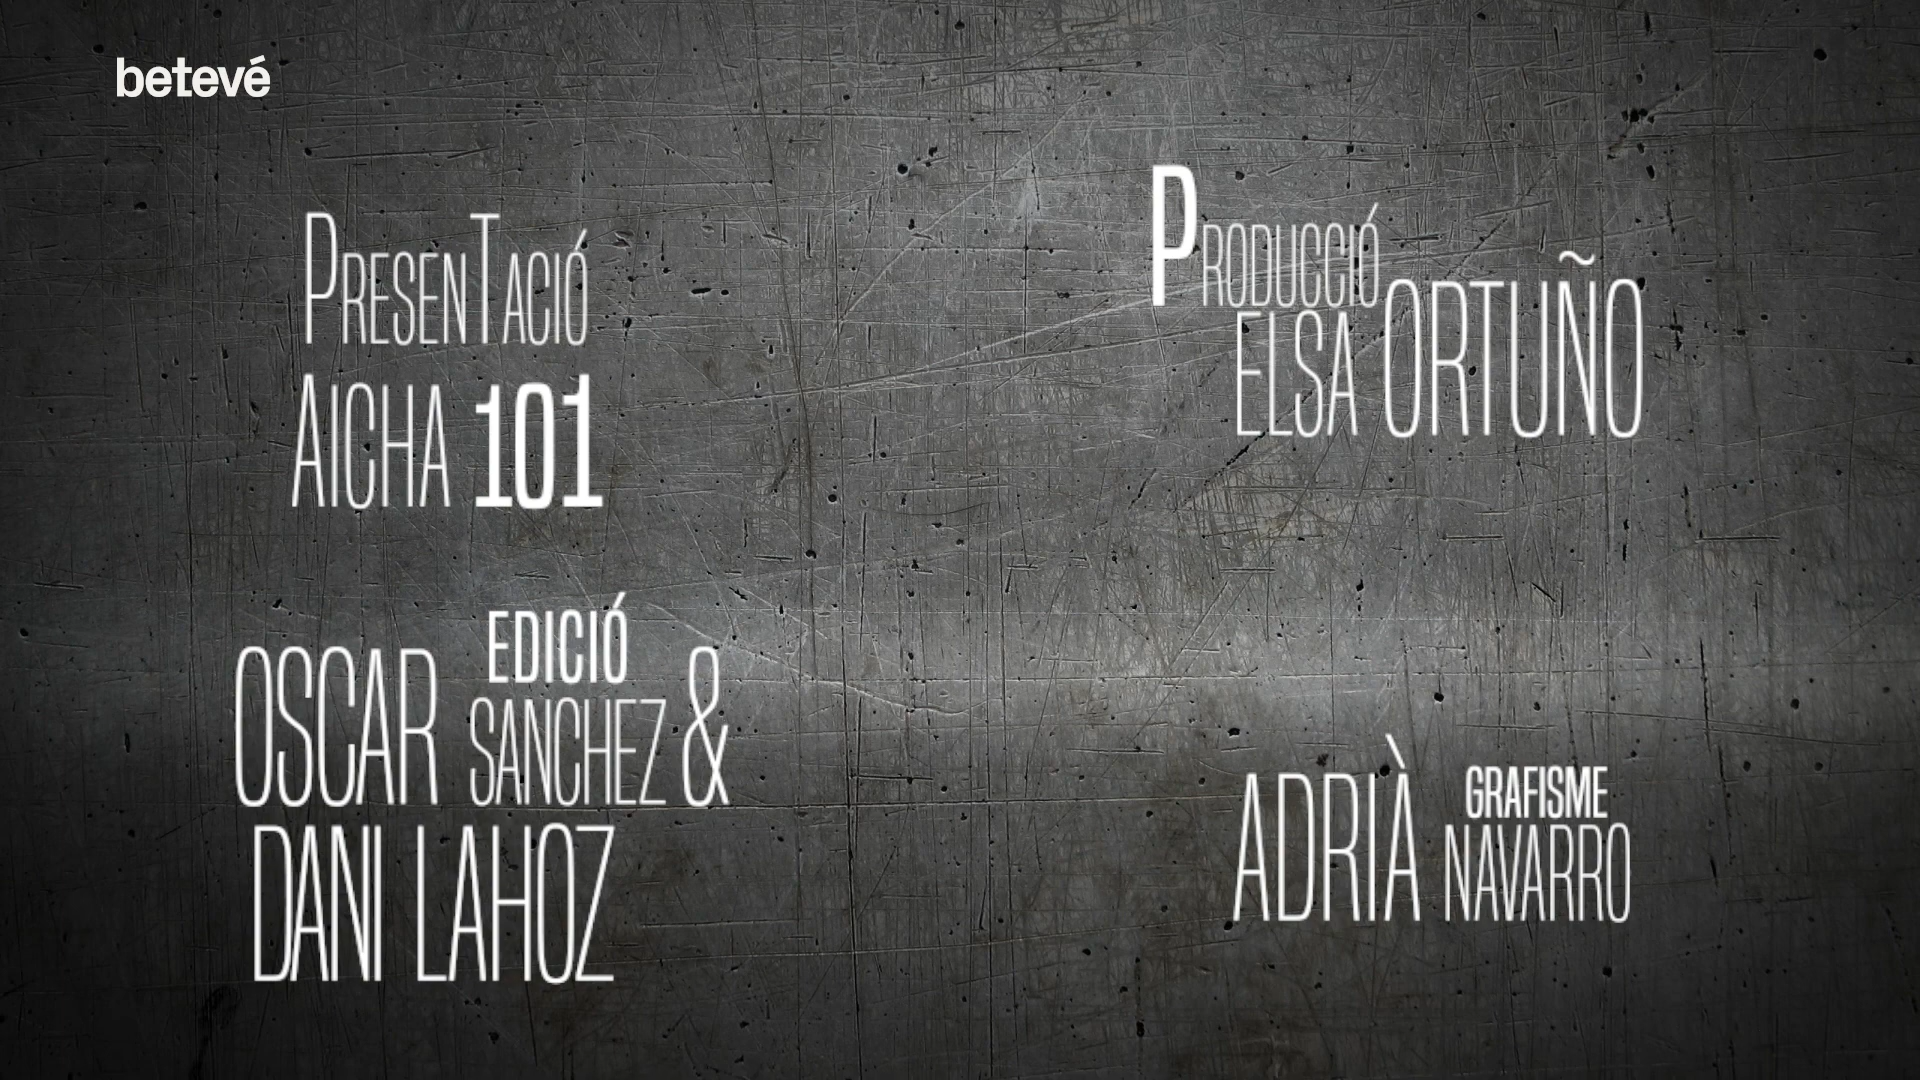 betevé
PresenTació
Aicha 101
Producció
ELSA ORTUÑO
EDICIÓ
OSCAR SANCHEZ &
DANI LAHOZ
GRAFISME
ADRIÀ NAVARRO